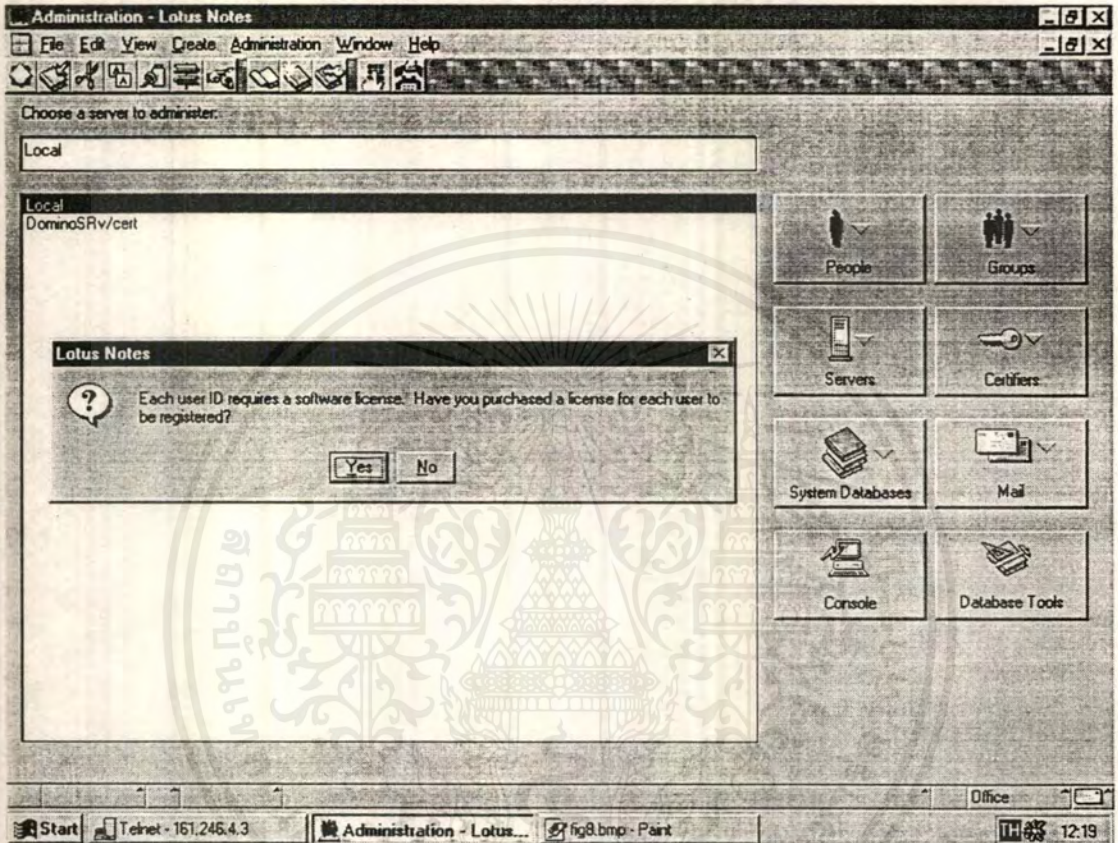 Administration - Lotus Notes
File Edit View Create Administration Window Help
Choose a server to administer:
Local
Local
DominoSRv/cert
People
Groups
Lotus Notes
Each user ID requires a software license. Have you purchased a license for each user to
be registered?
Yes No
Servers
Certifiers
System Databases
Mail
Console
Database Tools
Office
Start Telnet - 161.246.4.3 Administration - Lotus... fig8.bmp - Paint TH 12:19